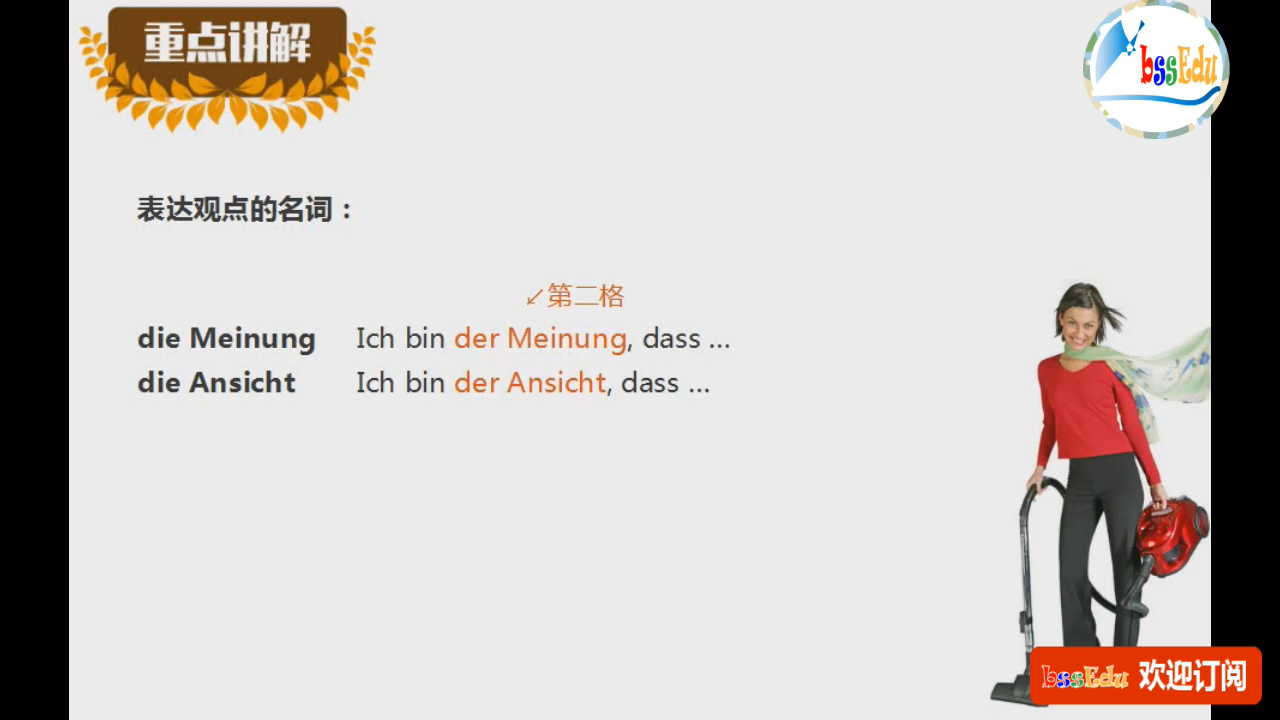 重点讲解
bssEdu
表达观点的名词：
↙第二格
die Meinung Ich bin der Meinung, dass ...
die Ansicht Ich bin der Ansicht, dass ...
bssEdu 欢迎订阅